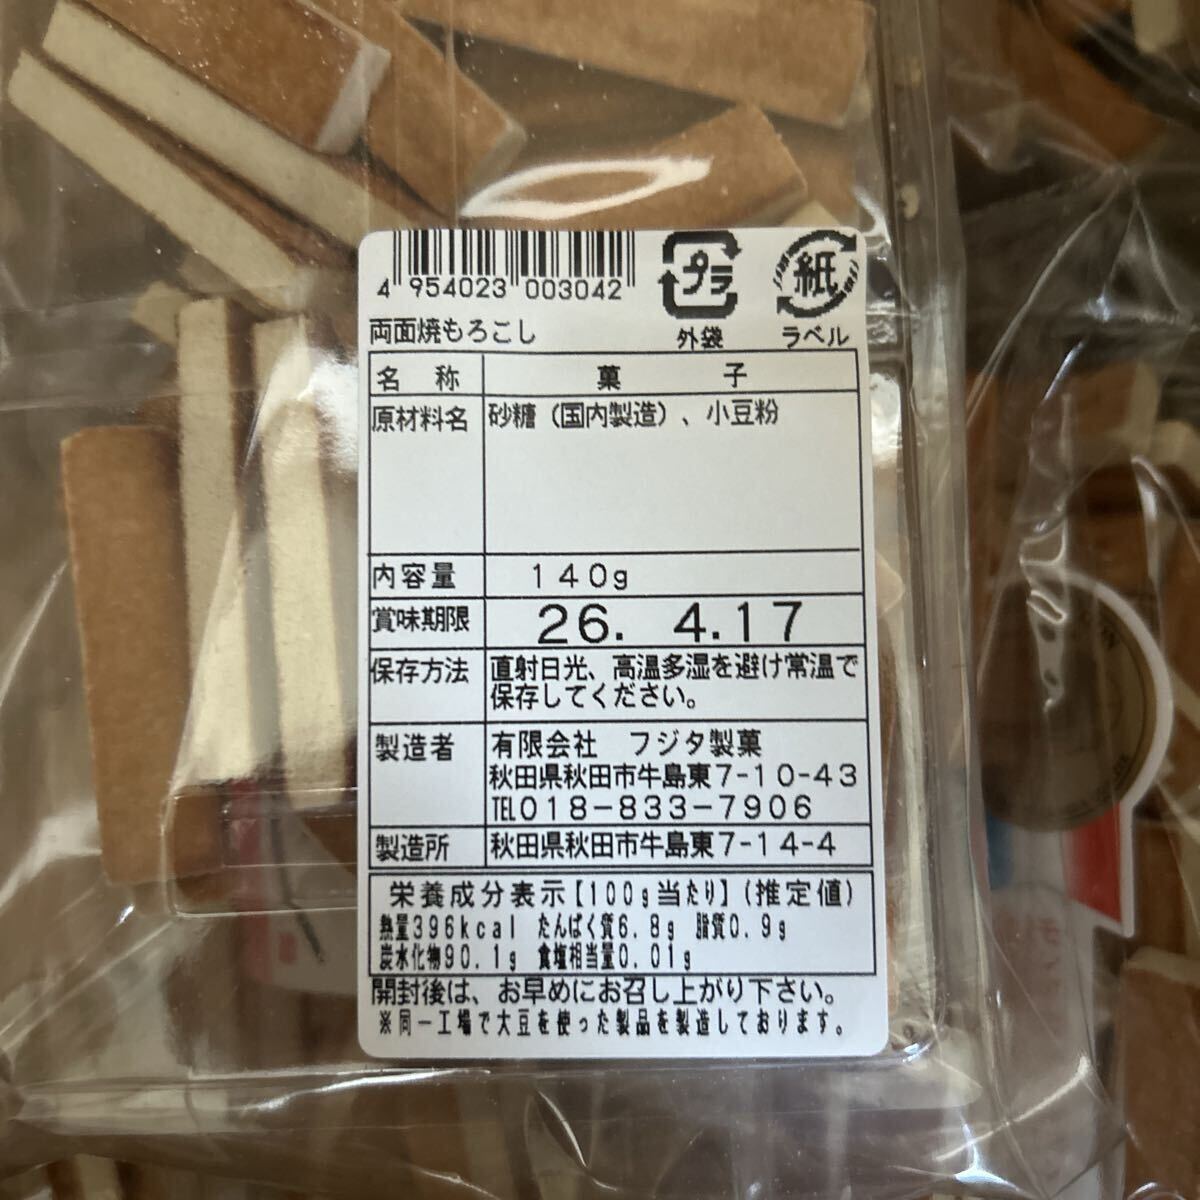 4 954023 003042
プラ
外袋
紙
ラベル
両面焼もろこし
名称 菓子
原材料名 砂糖（国内製造）、小豆粉
内容量 140g
賞味期限 26. 4.17
保存方法 直射日光、高温多湿を避け常温で
保存してください。
製造者 有限会社 フジタ製菓
秋田県秋田市牛島東7-10-43
TEL018-833-7906
製造所 秋田県秋田市牛島東7-14-4
栄養成分表示【100g当たり】(推定値)
熱量396kcal たんぱく質6.8g 脂質0.9g
炭水化物90.1g 食塩相当量0.01g
開封後は、お早めにお召し上がり下さい。
※同一工場で大豆を使った製品を製造しております。